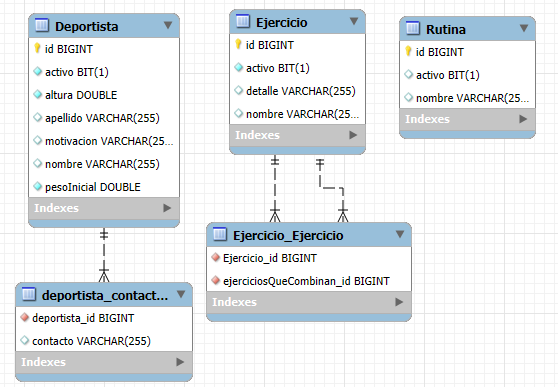 Deportista
id BIGINT
activo BIT(1)
altura DOUBLE
apellido VARCHAR(255)
motivacion VARCHAR(25...
nombre VARCHAR(255)
pesoInicial DOUBLE
Indexes
deportista_contact...
deportista_id BIGINT
contacto VARCHAR(255)
Indexes
Ejercicio
id BIGINT
activo BIT(1)
detalle VARCHAR(255)
nombre VARCHAR(255)
Indexes
Ejercicio_Ejercicio
Ejercicio_id BIGINT
ejerciciosQueCombinan_id BIGINT
Indexes
Rutina
id BIGINT
activo BIT(1)
nombre VARCHAR(255)
Indexes